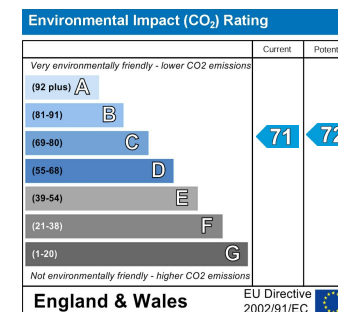 Environmental Impact (CO₂) Rating
Current
Very environmentally friendly - lower CO2 emissions
(92 plus) A
(81-91) B
(69-80) C 71 72
(55-68) D
(39-54) E
(21-38) F
(1-20) G
Not environmentally friendly - higher CO2 emissions
England & Wales
EU Directive
2002/91/EC